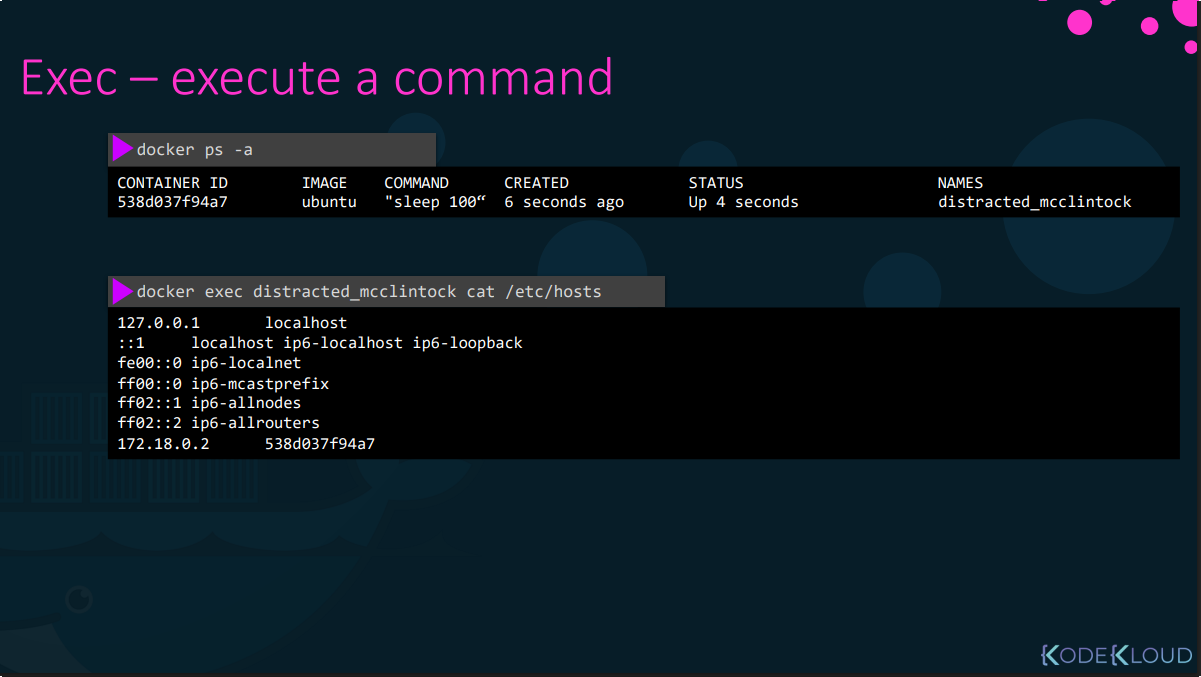 Exec – execute a command
docker ps -a
CONTAINER ID IMAGE COMMAND CREATED STATUS NAMES
538d037f94a7 ubuntu "sleep 100“ 6 seconds ago Up 4 seconds distracted_mcclintock
docker exec distracted_mcclintock cat /etc/hosts
127.0.0.1 localhost
::1 localhost ip6-localhost ip6-loopback
fe00::0 ip6-localnet
ff00::0 ip6-mcastprefix
ff02::1 ip6-allnodes
ff02::2 ip6-allrouters
172.18.0.2 538d037f94a7
KODEKLOUD